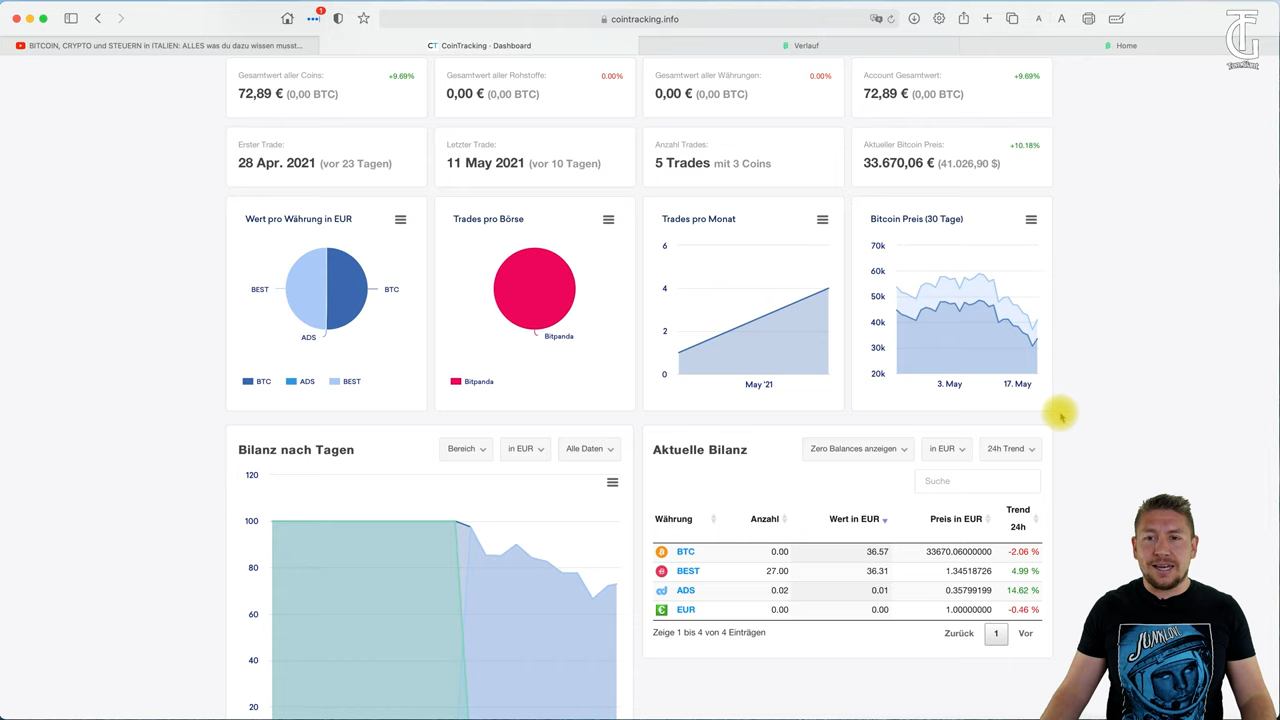 1
cointracking.info
A A
BITCOIN, CRYPTO und STEUERN in ITALIEN: ALLES was du dazu wissen musst...
CT CoinTracking - Dashboard
Verlauf
Home
Gesamtwert aller Coins: +9.69%
72,89 € (0,00 BTC)
Gesamtwert aller Rohstoffe: 0.00%
0,00 € (0,00 BTC)
Gesamtwert aller Währungen: 0.00%
0,00 € (0,00 BTC)
Account Gesamtwert: +9.69%
72,89 € (0,00 BTC)
Erster Trade:
28 Apr. 2021 (vor 23 Tagen)
Letzter Trade:
11 May 2021 (vor 10 Tagen)
Anzahl Trades:
5 Trades mit 3 Coins
Aktueller Bitcoin Preis: +10.18%
33.670,06 € (41.026,90 $)
Wert pro Währung in EUR
BEST
BTC
ADS
BTC ADS BEST
Trades pro Börse
Bitpanda
Bitpanda
Trades pro Monat
6
4
2
0
May '21
Bitcoin Preis (30 Tage)
70k
60k
50k
40k
30k
20k
3. May 17. May
Bilanz nach Tagen Bereich in EUR Alle Daten
120
100
80
60
40
20
Aktuelle Bilanz Zero Balances anzeigen in EUR 24h Trend
Suche
Währung Anzahl Wert in EUR Preis in EUR Trend 24h
BTC 0.00 36.57 33670.06000000 -2.06 %
BEST 27.00 36.31 1.34518726 4.99 %
ADS 0.02 0.01 0.35799150 14.62 %
EUR 0.00 0.00 1.00000000 -0.46 %
Zeige 1 bis 4 von 4 Einträgen Zurück 1 Vor
JUNKLOVE